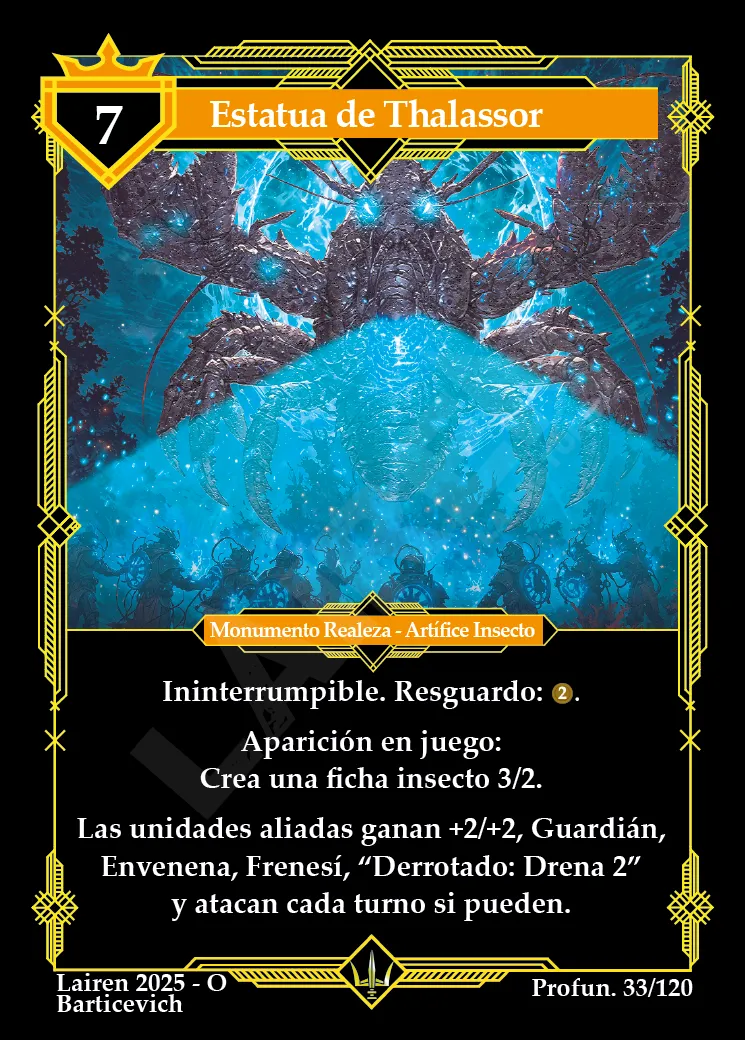 7
Estatua de Thalassor
Monumento Realeza - Artífice Insecto
Ininterrumpible. Resguardo: 2.
Aparición en juego:
Crea una ficha insecto 3/2.
Las unidades aliadas ganan +2/+2, Guardián,
Envenena, Frenesí, “Derrotado: Drena 2”
y atacan cada turno si pueden.
Lairen 2025 - O
Barticevich
Profun. 33/120